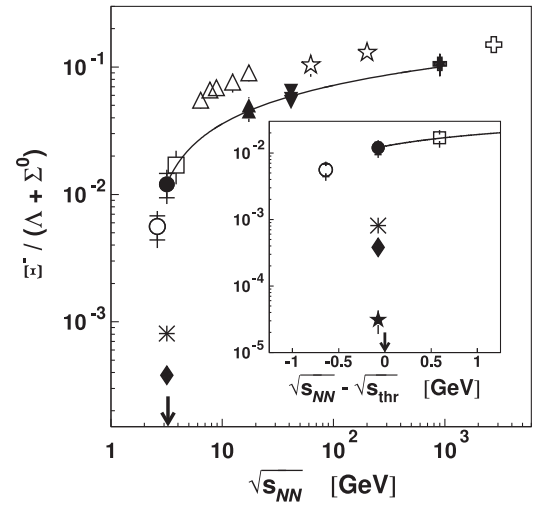 Ξ⁻ / (Λ + Σ⁰)
10⁻¹
10⁻²
10⁻³
1 10 10² 10³
√s_NN [GeV]
10⁻²
10⁻³
10⁻⁴
10⁻⁵
-1 -0.5 0 0.5 1
√s_NN - √s_thr [GeV]